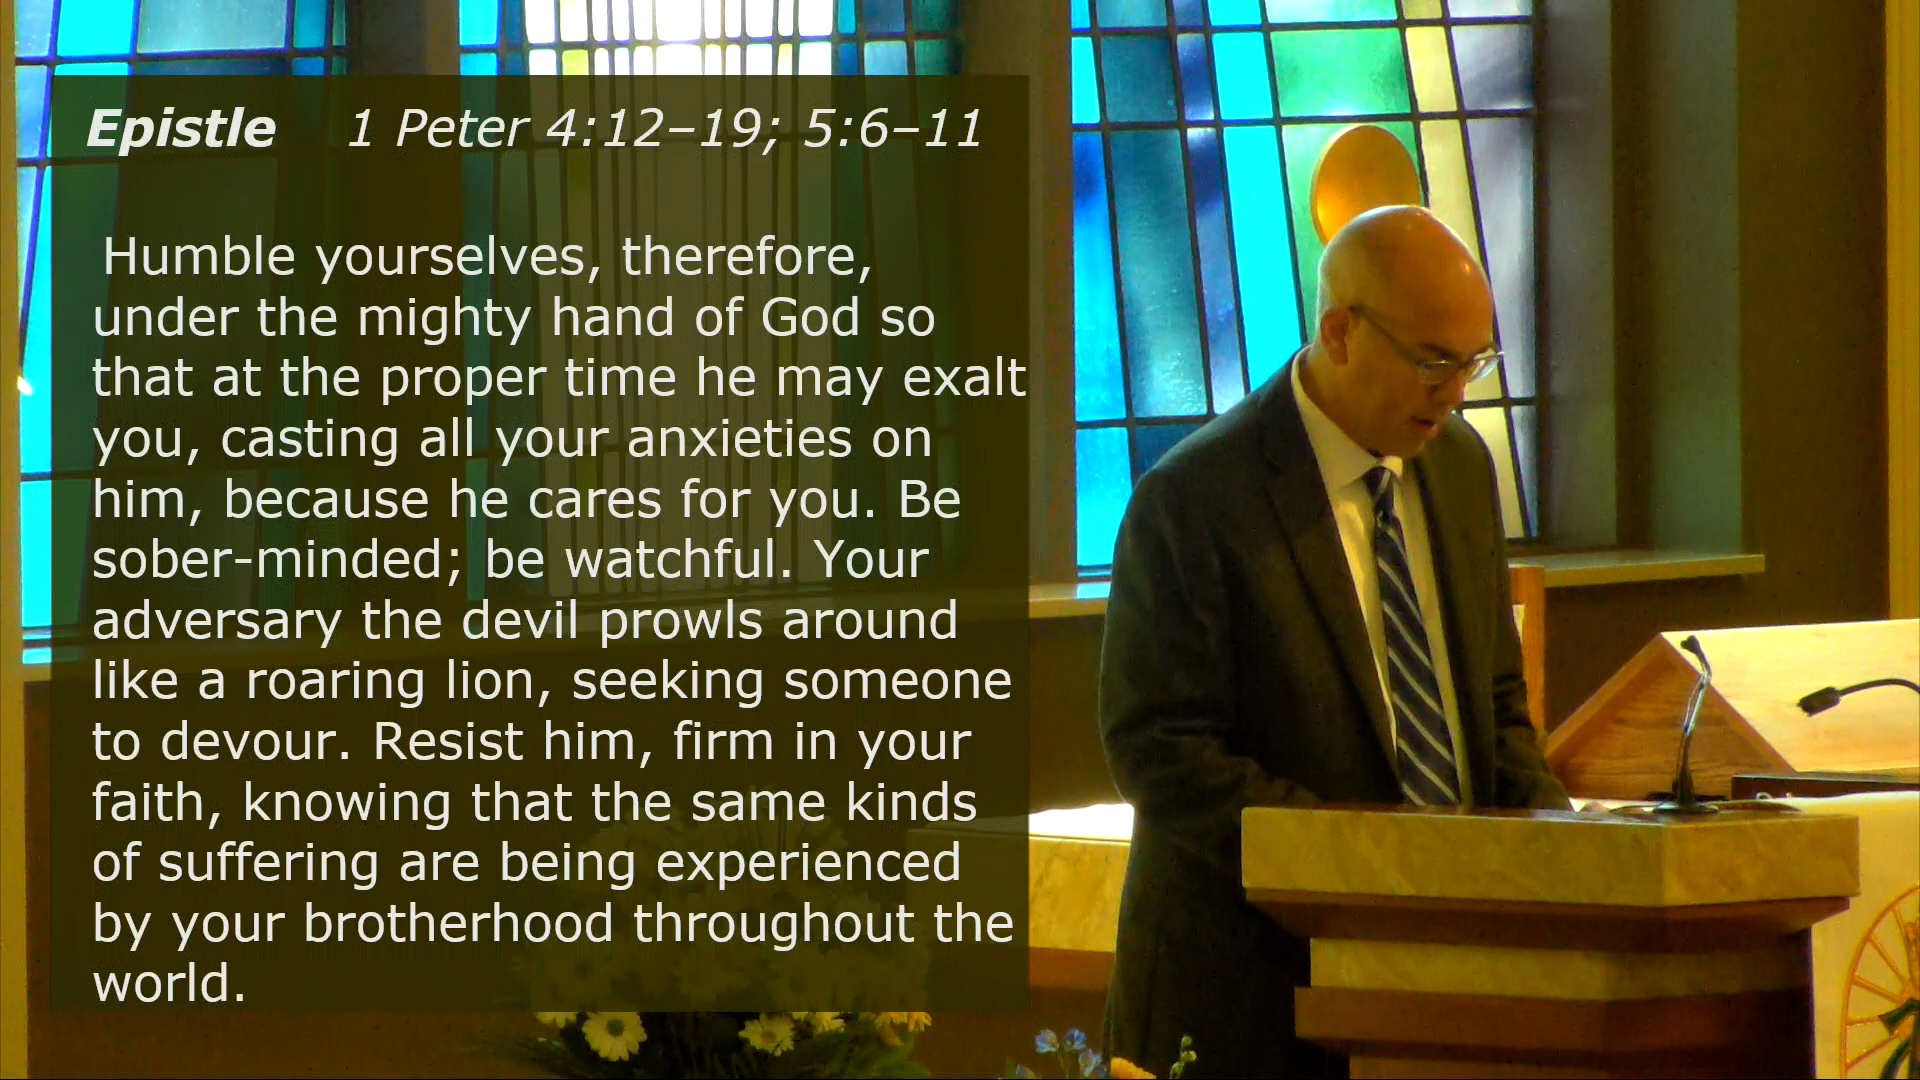 Epistle 1 Peter 4:12–19; 5:6–11
Humble yourselves, therefore,
under the mighty hand of God so
that at the proper time he may exalt
you, casting all your anxieties on
him, because he cares for you. Be
sober-minded; be watchful. Your
adversary the devil prowls around
like a roaring lion, seeking someone
to devour. Resist him, firm in your
faith, knowing that the same kinds
of suffering are being experienced
by your brotherhood throughout the
world.